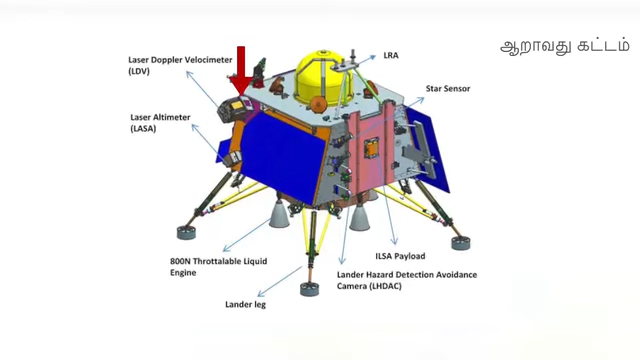 ஆறாவது கட்டம்
Laser Doppler Velocimeter
(LDV)
LRA
Star Sensor
Laser Altimeter
(LASA)
800N Throttalable Liquid
Engine
ILSA Payload
Lander Hazard Detection Avoidance
Camera (LHDAC)
Lander leg